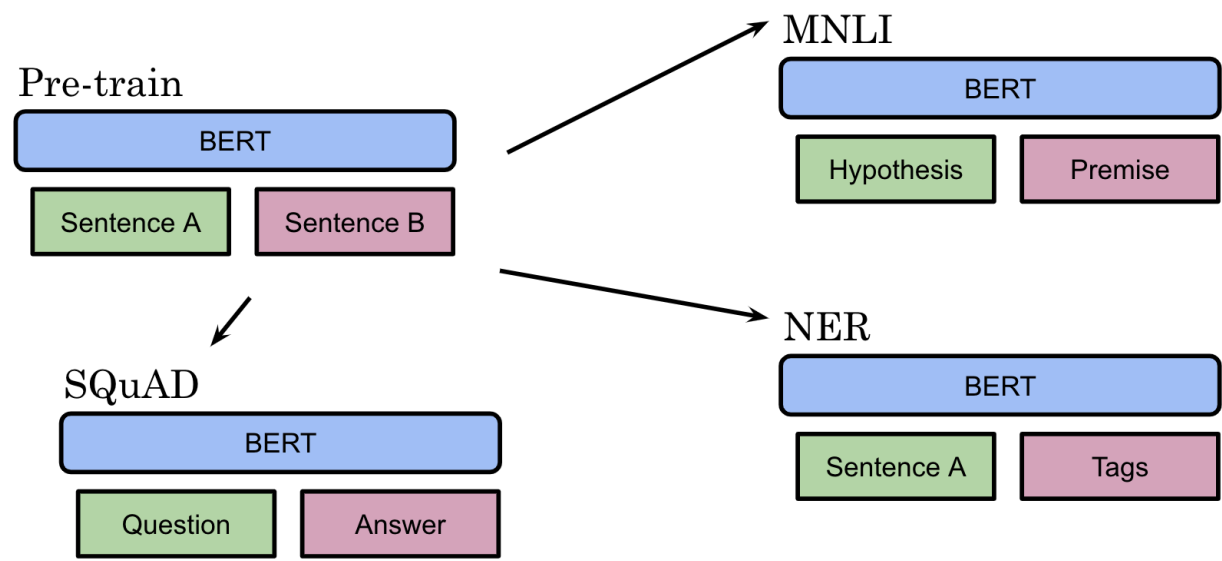 Pre-train
BERT
Sentence A
Sentence B
MNLI
BERT
Hypothesis
Premise
SQuAD
BERT
Question
Answer
NER
BERT
Sentence A
Tags